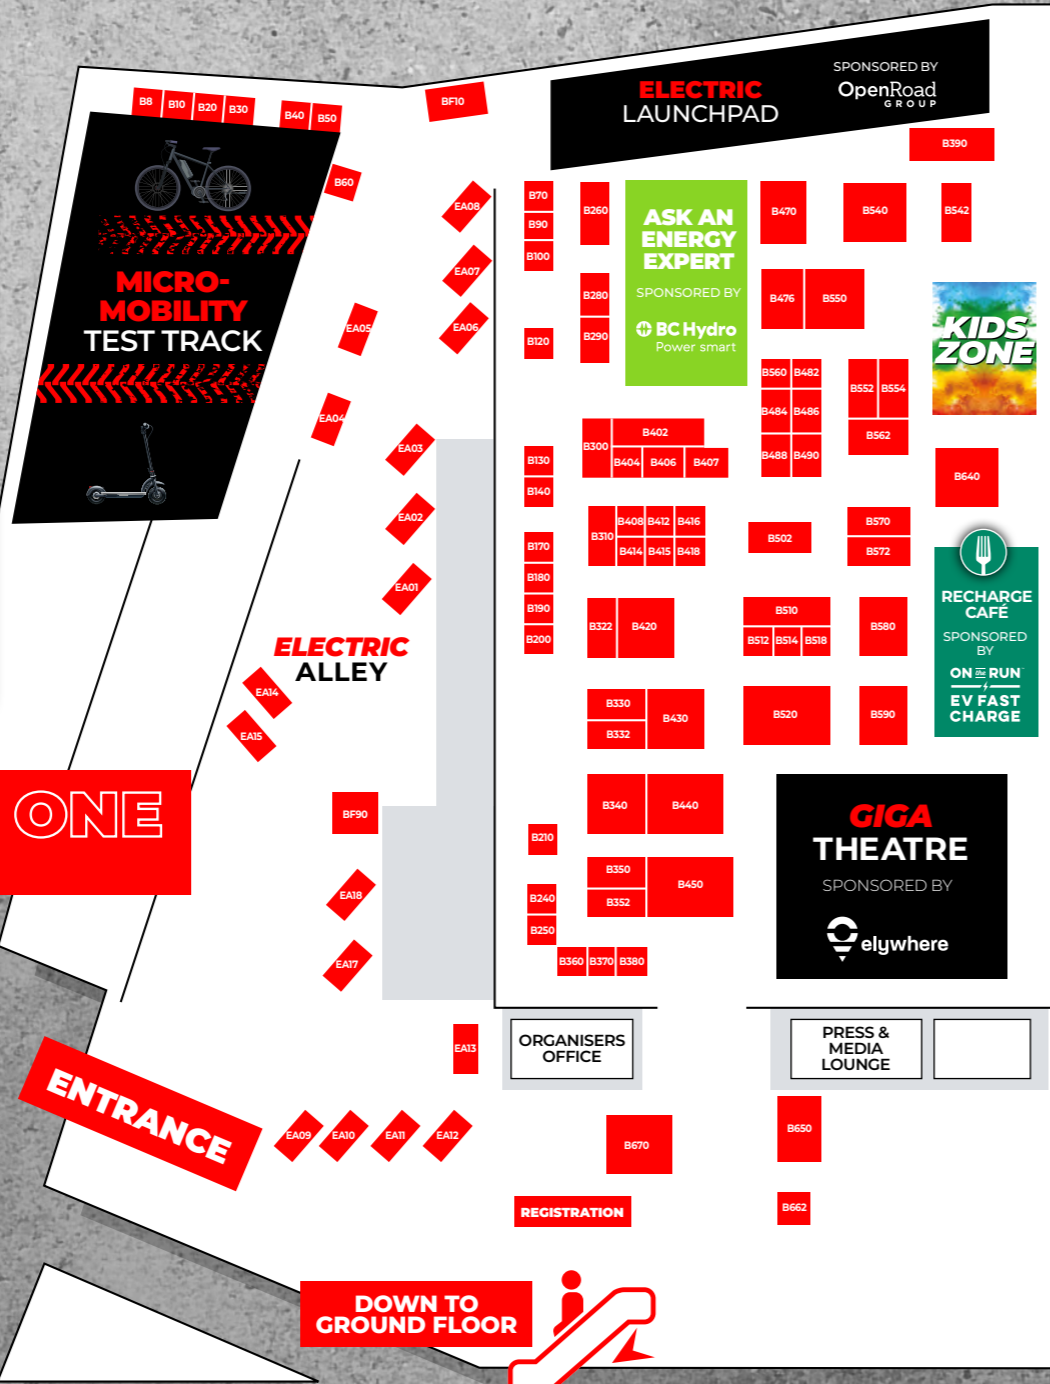 ELECTRIC
LAUNCHPAD
SPONSORED BY
OpenRoad
GROUP
B8
B10
B20
B30
B40
B50
BF10
B390
B60
MICRO-
MOBILITY
TEST TRACK
EA08
EA07
EA06
EA05
EA04
EA03
EA02
EA01
B70
B90
B100
B120
B260
B280
B290
ASK AN
ENERGY
EXPERT
SPONSORED BY
BC Hydro
Power smart
B470
B540
B542
B476
B550
KIDS
ZONE
B560
B482
B484
B486
B488
B490
B552
B554
B562
B300
B402
B404
B406
B407
B130
B140
B640
B310
B408
B412
B416
B414
B415
B418
B502
B570
B572
B170
B180
B190
B200
RECHARGE
CAFÉ
SPONSORED
BY
ON the RUN
EV FAST
CHARGE
B322
B420
B510
B512
B514
B518
B580
ELECTRIC
ALLEY
EA14
EA15
B330
B332
B430
B520
B590
ONE
BF90
B340
B440
B210
GIGA
THEATRE
SPONSORED BY
elywhere
EA18
EA17
B350
B352
B450
B240
B250
B360
B370
B380
EA13
ORGANISERS
OFFICE
PRESS &
MEDIA
LOUNGE
ENTRANCE
EA09
EA10
EA11
EA12
B670
B650
B662
REGISTRATION
DOWN TO
GROUND FLOOR